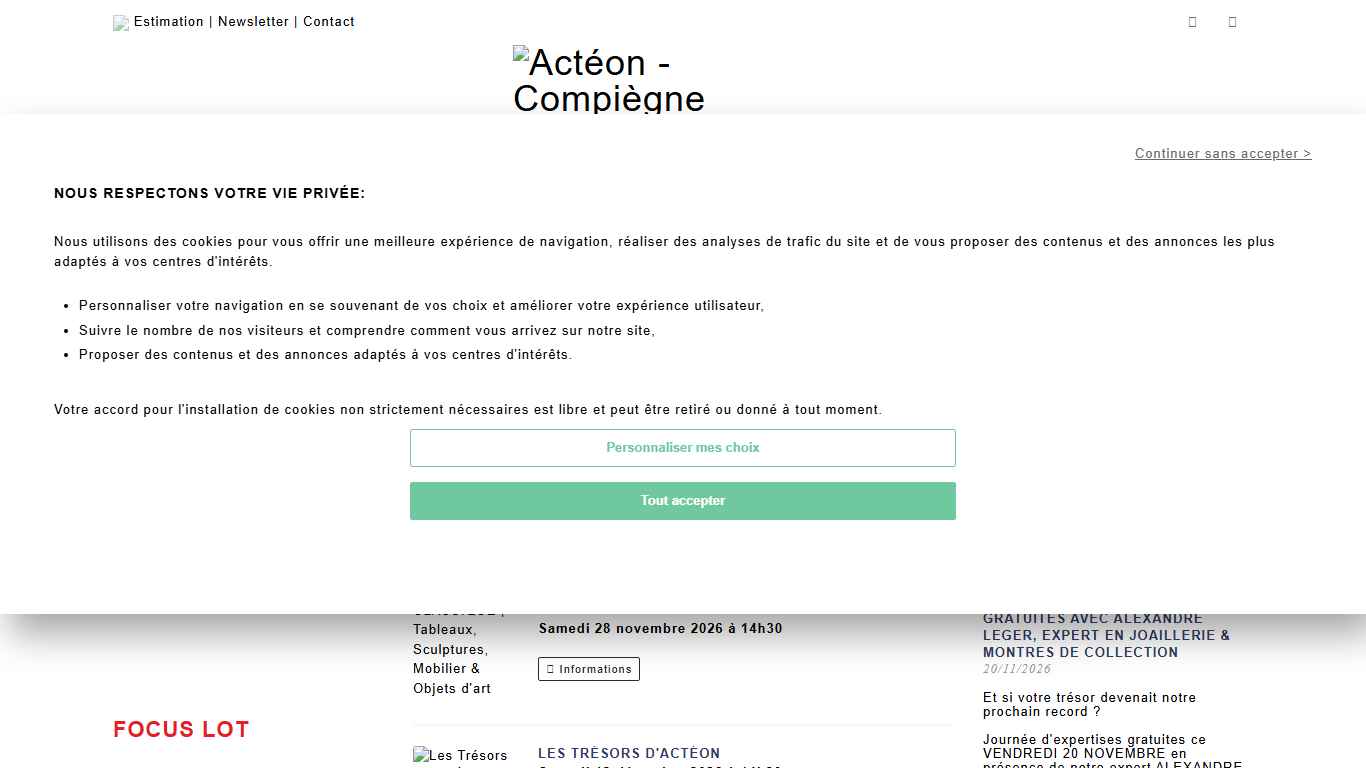 Estimation | Newsletter | Contact
Actéon -
Compiègne
Continuer sans accepter >
NOUS RESPECTONS VOTRE VIE PRIVÉE:
Nous utilisons des cookies pour vous offrir une meilleure expérience de navigation, réaliser des analyses de trafic du site et de vous proposer des contenus et des annonces les plus
adaptés à vos centres d'intérêts.
• Personnaliser votre navigation en se souvenant de vos choix et améliorer votre expérience utilisateur,
• Suivre le nombre de nos visiteurs et comprendre comment vous arrivez sur notre site,
• Proposer des contenus et des annonces adaptés à vos centres d'intérêts.
Votre accord pour l'installation de cookies non strictement nécessaires est libre et peut être retiré ou donné à tout moment.
Personnaliser mes choix
Tout accepter
Tableaux,
Sculptures,
Mobilier &
Objets d'art
Samedi 28 novembre 2026 à 14h30
Informations
FOCUS LOT
Les Trésors
LES TRÉSORS D'ACTÉON
GRATUITES AVEC ALEXANDRE
LEGER, EXPERT EN JOAILLERIE &
MONTRES DE COLLECTION
20/11/2026
Et si votre trésor devenait notre
prochain record ?
Journée d'expertises gratuites ce
VENDREDI 20 NOVEMBRE en
présence de notre expert ALEXANDRE